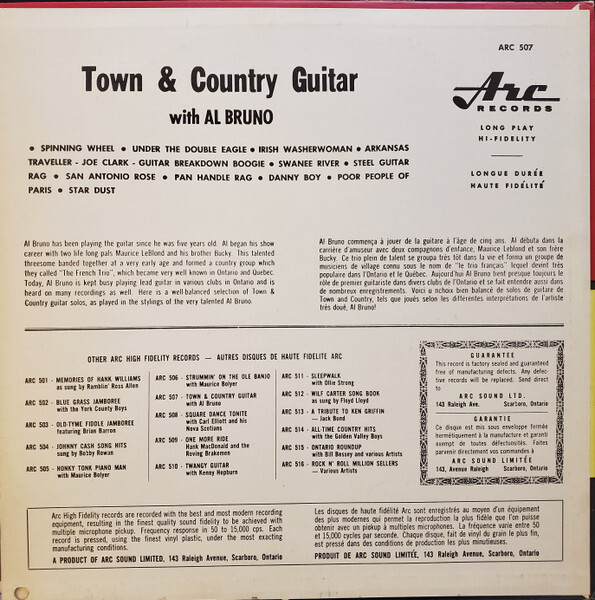 ARC 507
Town & Country Guitar
with AL BRUNO
Arc
RECORDS
LONG PLAY
HI-FIDELITY
LONGUE DURÉE
HAUTE FIDÉLITÉ
• SPINNING WHEEL • UNDER THE DOUBLE EAGLE • IRISH WASHERWOMAN • ARKANSAS
TRAVELLER - JOE CLARK - GUITAR BREAKDOWN BOOGIE • SWANEE RIVER • STEEL GUITAR
RAG • SAN ANTONIO ROSE • PAN HANDLE RAG • DANNY BOY • POOR PEOPLE OF
PARIS • STAR DUST
Al Bruno has been playing the guitar since he was five years old. Al began his show
career with two life long pals Maurice LeBlond and his brother Bucky. This talented
threesome banded together at a very early age and formed a country group which
they called "The French Trio", which became very well known in Ontario and Quebec.
Today, Al Bruno is kept busy playing lead guitar in various clubs in Ontario and is
heard on many recordings as well. Here is a well-balanced selection of Town &
Country guitar solos, as played in the stylings of the very talented Al Bruno.
Al Bruno commença à jouer de la guitare à l'âge de cinq ans. Al débuta dans la
carrière d'amuseur avec deux compagnons d'enfance, Maurice Leblond et son frère
Bucky. Ce trio plein de talent se groupa très tôt dans la vie et forma un groupe de
musiciens de village connu sous le nom de "le trio français" lequel devint très
populaire dans l'Ontario et le Québec. Aujourd'hui Al Bruno tient presque toujours le
rôle de premier guitariste dans divers clubs de l'Ontario et se fait entendre aussi dans
de nombreux enregistrements. Voici u nchoix bien balancé de solos de guitare de
Town and Country, tels que joués selon les différentes interprétations de l'artiste
très doué, Al Bruno!
OTHER ARC HIGH FIDELITY RECORDS — AUTRES DISQUES DE HAUTE FIDELITE ARC
ARC 501 - MEMORIES OF HANK WILLIAMS
as sung by Ramblin' Ross Allen
ARC 502 - BLUE GRASS JAMBOREE
with the York County Boys
ARC 503 - OLD-TYME FIDDLE JAMBOREE
featuring Brian Barron
ARC 504 - JOHNNY CASH SONG HITS
sung by Bobby Rowan
ARC 505 - HONKY TONK PIANO MAN
with Maurice Bolyer
ARC 506 - STRUMMIN' ON THE OLE BANJO
with Maurice Bolyer
ARC 507 - TOWN & COUNTRY GUITAR
with Al Bruno
ARC 508 - SQUARE DANCE TONITE
with Carl Elliott and his
Nova Scotians
ARC 509 - ONE MORE RIDE
Hank MacDonald and the
Roving Brakemen
ARC 510 - TWANGY GUITAR
with Kenny Hepburn
ARC 511 - SLEEPWALK
with Ollie Strong
ARC 512 - WILF CARTER SONG BOOK
as sung by Floyd Lloyd
ARC 513 - A TRIBUTE TO KEN GRIFFIN
— Jack Bond
ARC 514 - ALL-TIME COUNTRY HITS
with the Golden Valley Boys
ARC 515 - ONTARIO ROUNDUP
with Bill Bessey and various Artists
ARC 516 - ROCK N' ROLL MILLION SELLERS
— Various Artists
GUARANTEE
This record is factory sealed and guaranteed
free of manufacturing defects. Any defec-
tive records will be replaced. Send direct
to
ARC SOUND LTD.
143 Raleigh Ave. Scarboro, Ontario
GARANTIE
Ce disque est mis sous enveloppe fermée
hermétiquement à la manufacture et garanti
exempt de toutes défectuosités. Faites
parvenir directement vos commandes à
ARC SOUND LIMITÉE
143, Avenue Raleigh Scarboro, Ontario
Arc High Fidelity records are recorded with the best and most modern recording
equipment, resulting in the finest quality sound fidelity to be achieved with
multiple microphone pickup. Frequency response in 50 to 15,000 cps. Each
record is pressed, using the finest vinyl plastic, under the most exacting
manufacturing conditions.
A PRODUCT OF ARC SOUND LIMITED, 143 Raleigh Avenue, Scarboro, Ontario
Les disques de haute fidélité Arc sont enregistrés au moyen d'un équipement
des plus modernes qui permet la reproduction la plus fidèle que l'on puisse
obtenir avec un pickup à multiples microphones. La fréquence varie entre 50
et 15,000 cycles par seconde. Chaque disque, fait de vinyl du grain le plus fin,
est pressé dans des conditions de production les plus minutieuses.
PRODUIT DE ARC SOUND LIMITÉE, 143 Raleigh Avenue, Scarboro, Ontario